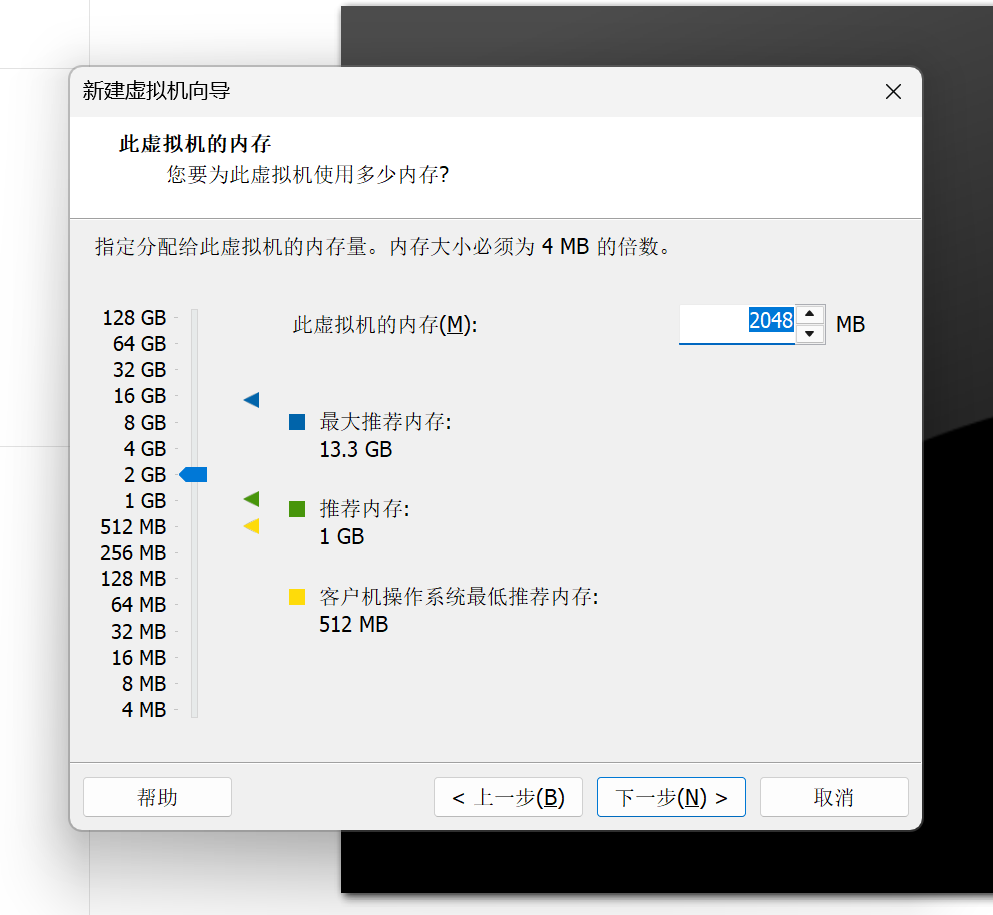 新建虚拟机向导
此虚拟机的内存
您要为此虚拟机使用多少内存?
指定分配给此虚拟机的内存量。内存大小必须为 4 MB 的倍数。
128 GB
64 GB
32 GB
16 GB
8 GB
4 GB
2 GB
1 GB
512 MB
256 MB
128 MB
64 MB
32 MB
16 MB
8 MB
4 MB
此虚拟机的内存(M): 2048 MB
最大推荐内存:
13.3 GB
推荐内存:
1 GB
客户机操作系统最低推荐内存:
512 MB
帮助 < 上一步(B) 下一步(N) > 取消